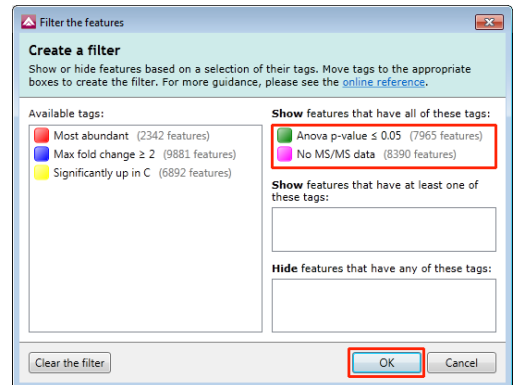 Filter the features
Create a filter
Show or hide features based on a selection of their tags. Move tags to the appropriate
boxes to create the filter. For more guidance, please see the online reference.
Available tags:
Most abundant (2342 features)
Max fold change ≥ 2 (9881 features)
Significantly up in C (6892 features)
Show features that have all of these tags:
Anova p-value ≤ 0.05 (7965 features)
No MS/MS data (8390 features)
Show features that have at least one of
these tags:
Hide features that have any of these tags:
Clear the filter
OK
Cancel